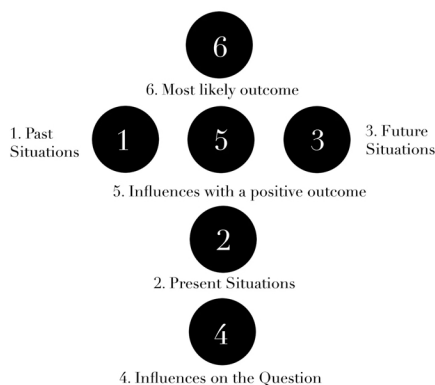 6
6. Most likely outcome
1. Past
Situations
1
5
3
3. Future
Situations
5. Influences with a positive outcome
2
2. Present Situations
4
4. Influences on the Question